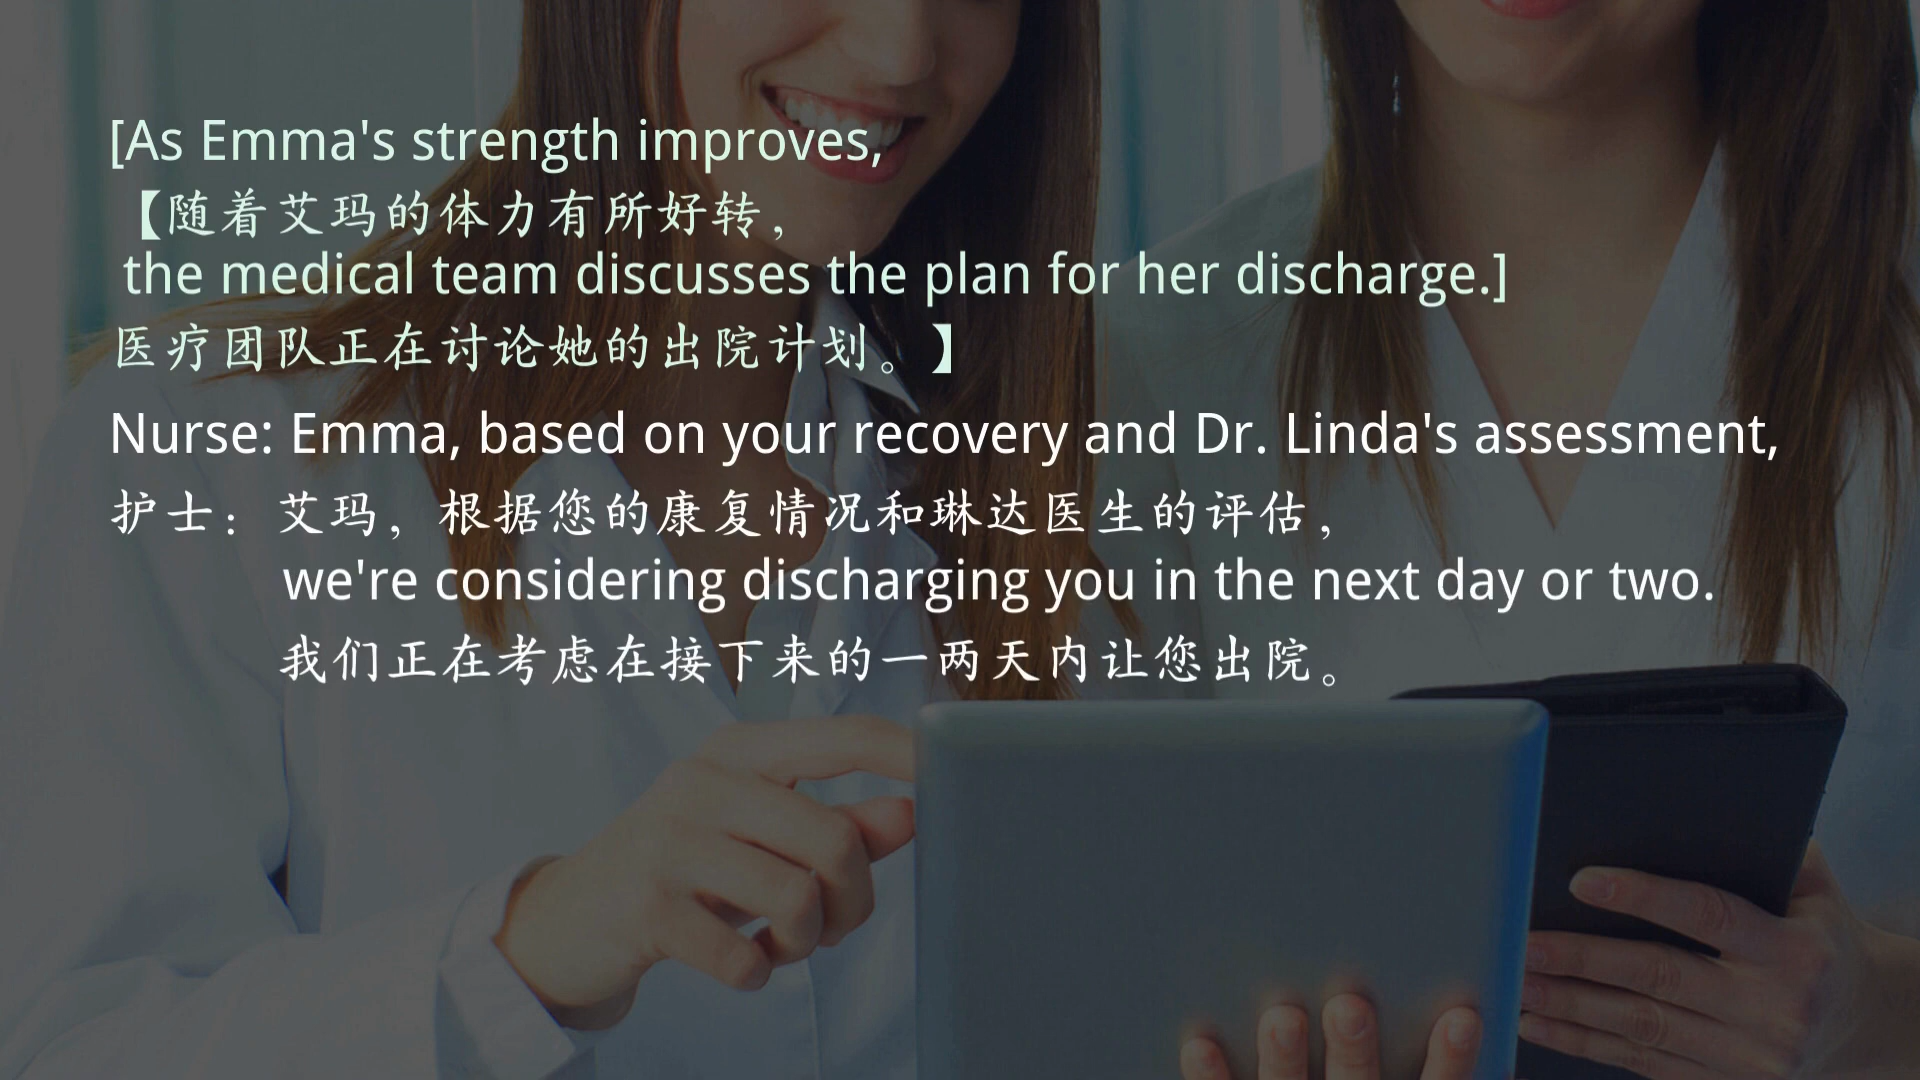 [As Emma's strength improves,
【随着艾玛的体力有所好转，
the medical team discusses the plan for her discharge.]
医疗团队正在讨论她的出院计划。】
Nurse: Emma, based on your recovery and Dr. Linda's assessment,
护士：艾玛，根据您的康复情况和琳达医生的评估，
we're considering discharging you in the next day or two.
我们正在考虑在接下来的一两天内让您出院。